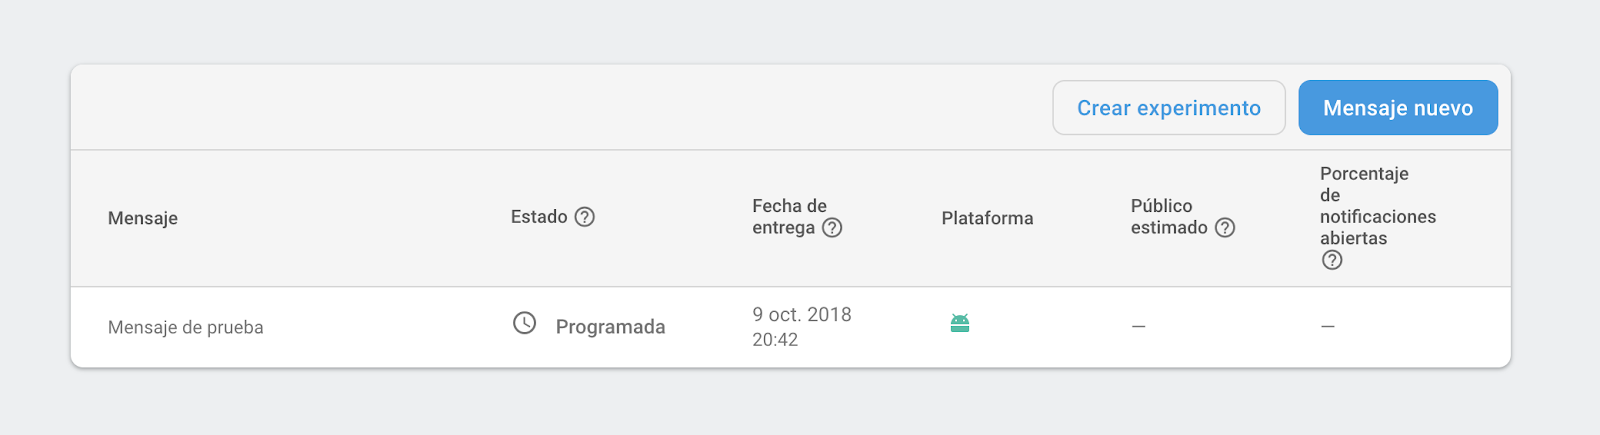 Crear experimento
Mensaje nuevo
Mensaje
Estado
Fecha de
entrega
Plataforma
Público
estimado
Porcentaje
de
notificaciones
abiertas
Mensaje de prueba
Programada
9 oct. 2018
20:42
–
–